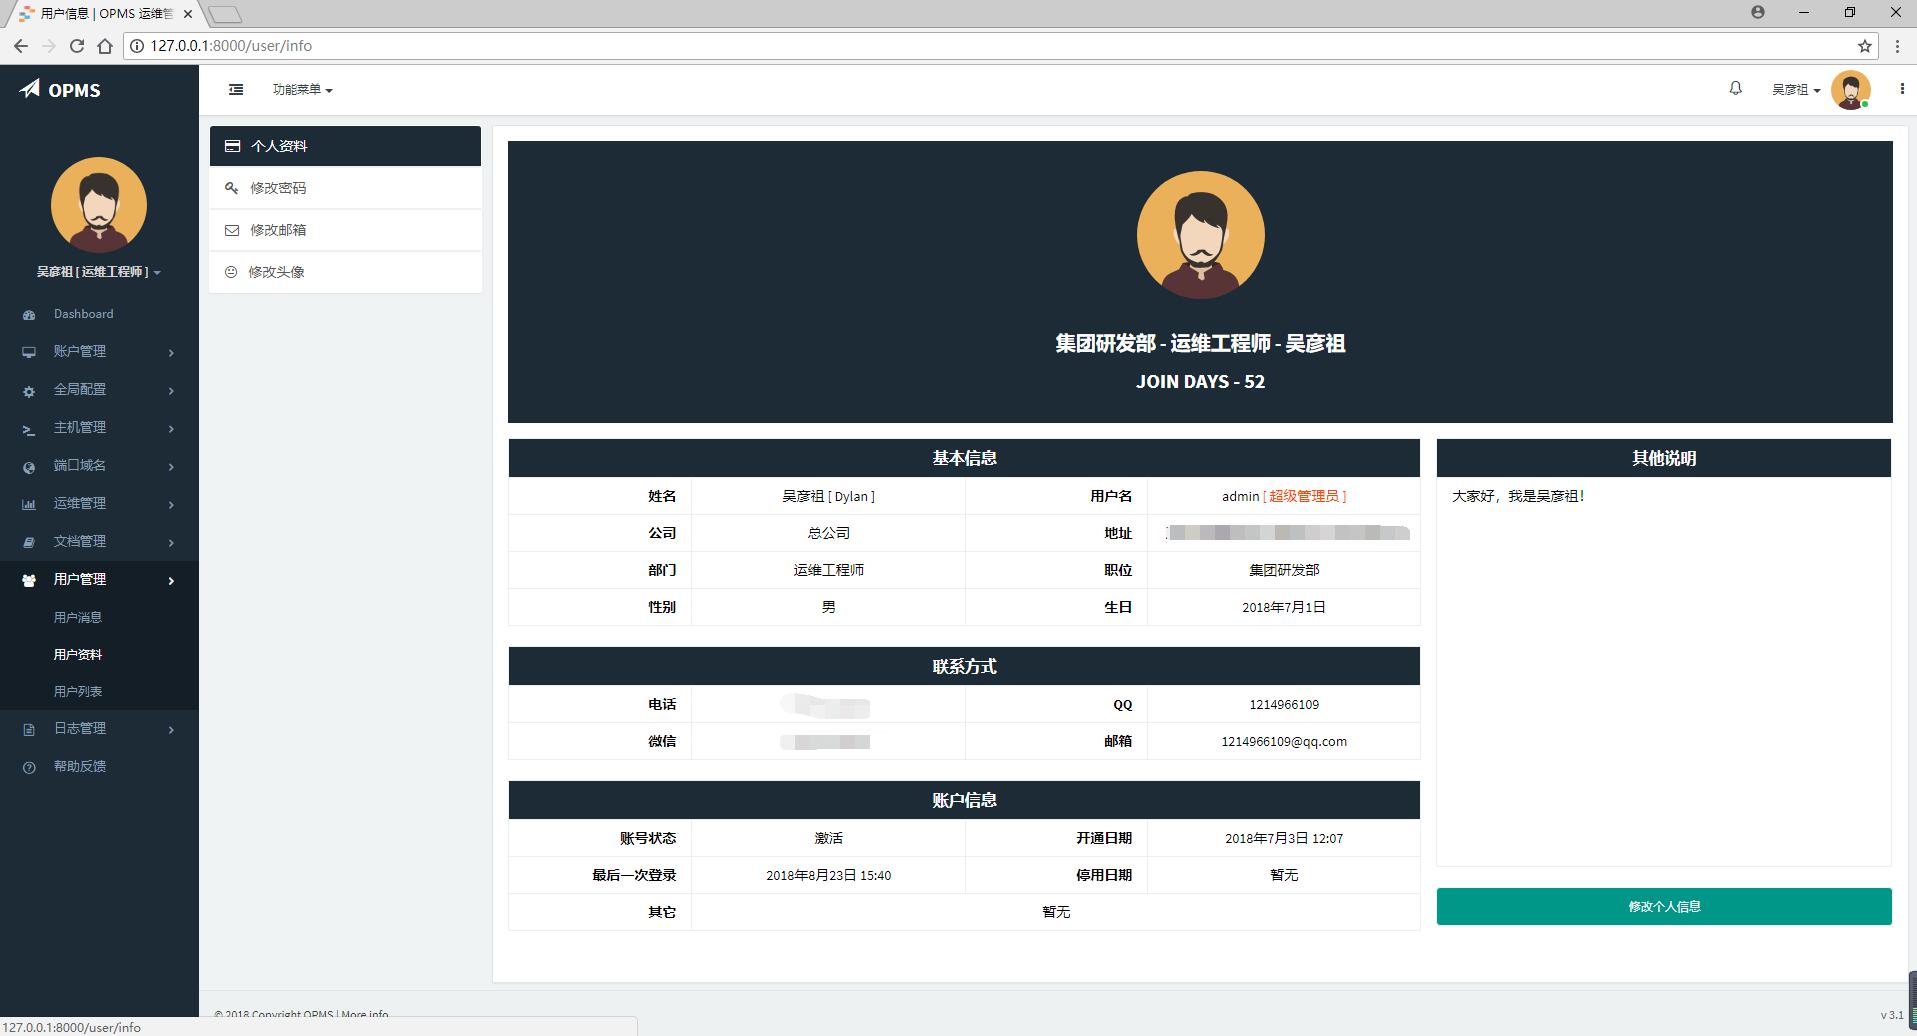 用户信息 | OPMS 运维管
127.0.0.1:8000/user/info
OPMS
功能菜单
吴彦祖
吴彦祖 [ 运维工程师 ]
Dashboard
账户管理
全局配置
主机管理
端口域名
运维管理
文档管理
用户管理
用户消息
用户资料
用户列表
日志管理
帮助反馈
个人资料
修改密码
修改邮箱
修改头像
集团研发部 - 运维工程师 - 吴彦祖
JOIN DAYS - 52
基本信息
姓名 吴彦祖 [ Dylan ] 用户名 admin [ 超级管理员 ]
公司 总公司 地址
部门 运维工程师 职位 集团研发部
性别 男 生日 2018年7月1日
联系方式
电话 QQ 1214966109
微信 邮箱 1214966109@qq.com
账户信息
账号状态 激活 开通日期 2018年7月3日 12:07
最后一次登录 2018年8月23日 15:40 停用日期 暂无
其它 暂无
其他说明
大家好，我是吴彦祖！
修改个人信息
© 2018 Copyright OPMS | More info
v 3.1
127.0.0.1:8000/user/info